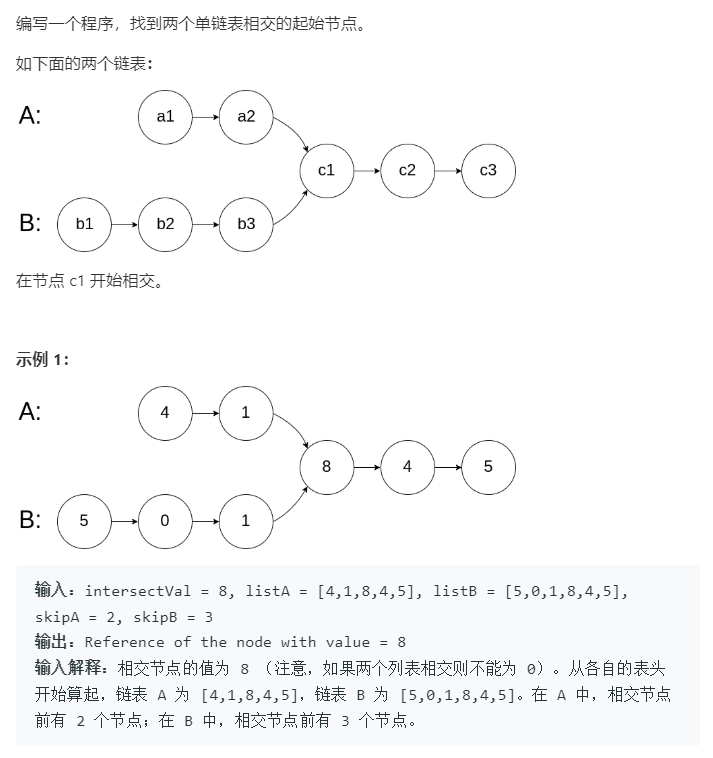 编写一个程序，找到两个单链表相交的起始节点。
如下面的两个链表：
A:
a1
a2
c1
c2
c3
B:
b1
b2
b3
在节点 c1 开始相交。
示例 1：
A:
4
1
8
4
5
B:
5
0
1
输入：intersectVal = 8, listA = [4,1,8,4,5], listB = [5,0,1,8,4,5],
skipA = 2, skipB = 3
输出：Reference of the node with value = 8
输入解释：相交节点的值为 8 （注意，如果两个列表相交则不能为 0）。从各自的表头
开始算起，链表 A 为 [4,1,8,4,5]，链表 B 为 [5,0,1,8,4,5]。在 A 中，相交节点
前有 2 个节点；在 B 中，相交节点前有 3 个节点。